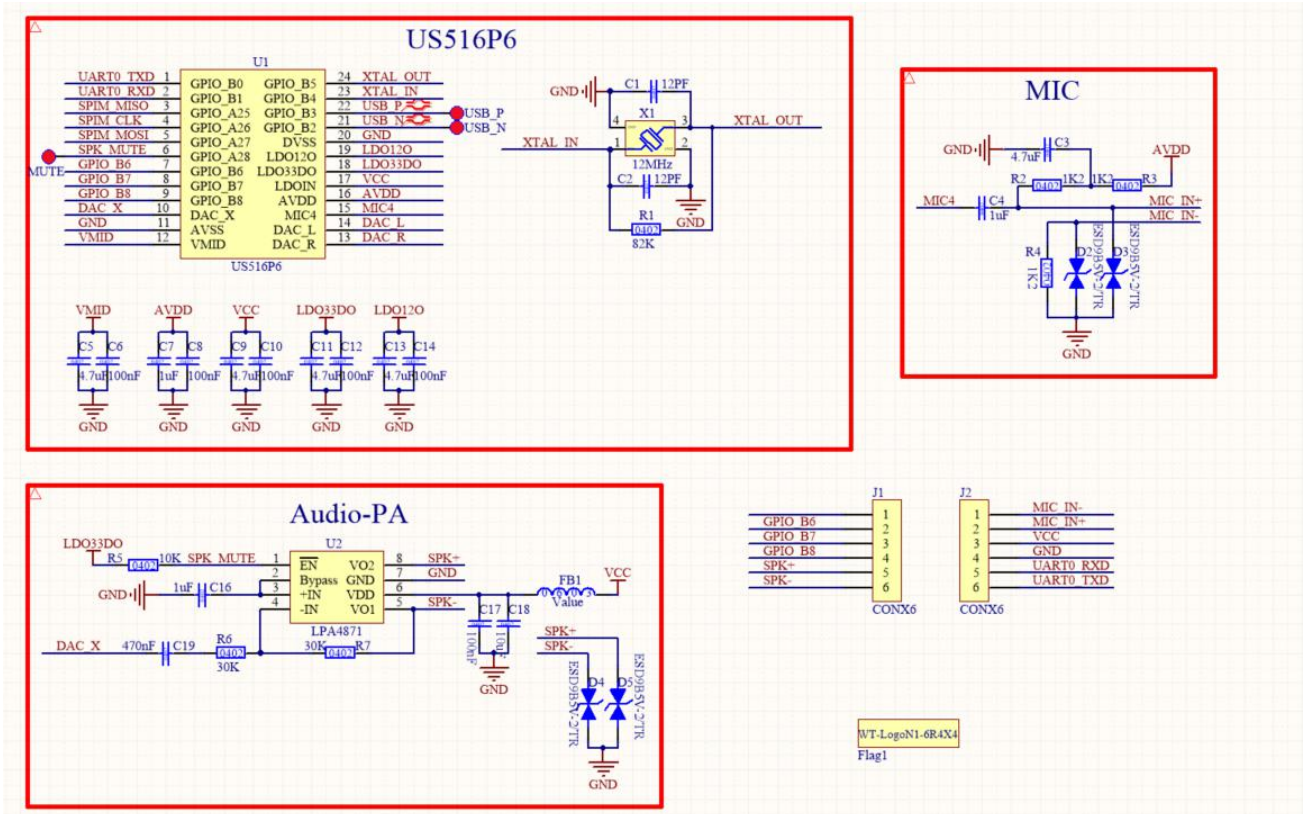 US516P6
U1
UART0_TXD 1 GPIO_B0 GPIO_B5 24 XTAL_OUT
UART0_RXD 2 GPIO_B1 GPIO_B4 23 XTAL_IN
SPIM_MISO 3 GPIO_A25 GPIO_B3 22 USB_P USB_P
SPIM_CLK 4 GPIO_A26 GPIO_B2 21 USB_N USB_N
SPIM_MOSI 5 GPIO_A27 DVSS 20 GND
SPK_MUTE 6 GPIO_A28 LDO12O 19 LDO12O
MUTE
GPIO_B6 7 GPIO_B6 LDO33DO 18 LDO33DO
GPIO_B7 8 GPIO_B7 LDOIN 17 VCC
GPIO_B8 9 GPIO_B8 AVDD 16 AVDD
DAC_X 10 DAC_X MIC4 15 MIC4
GND 11 AVSS DAC_L 14 DAC_L
VMID 12 VMID DAC_R 13 DAC_R
US516P6
C1 12PF
GND
X1
4 3 XTAL_OUT
XTAL_IN 1 2
12MHz
C2 12PF
GND
R1
0402
82K
VMID AVDD VCC LDO33DO LDO12O
C5 C6 C7 C8 C9 C10 C11 C12 C13 C14
4.7uF 100nF 1uF 100nF 4.7uF 100nF 4.7uF 100nF 4.7uF 100nF
GND GND GND GND GND
MIC
GND C3 AVDD
4.7uF
R2 0402 1K2 1K2 0402 R3
MIC4 C4 MIC_IN+
1uF MIC_IN-
R4 0402 D2 ESD9B5V-2/TR D3 ESD9B5V-2/TR
1K2
GND
Audio-PA
LDO33DO
U2
R5 0402 10K SPK_MUTE 1 EN VO2 8 SPK+
2 Bypass GND 7 GND
GND 1uF C16 3 +IN VDD 6
4 -IN VO1 5 SPK-
LPA4871
FB1 VCC
Value
C17 C18
100nF 10uF
GND
DAC_X 470nF C19 R6 0402 30K 30K 0402 R7
SPK+
SPK-
D4 ESD9B5V-2/TR D5 ESD9B5V-2/TR
GND
J1
1
GPIO_B6 2
GPIO_B7 3
GPIO_B8 4
SPK+ 5
SPK- 6
CONX6
J2
1 MIC_IN-
2 MIC_IN+
3 VCC
4 GND
5 UART0_RXD
6 UART0_TXD
CONX6
WT-LogoN1-6R4X4
Flag1